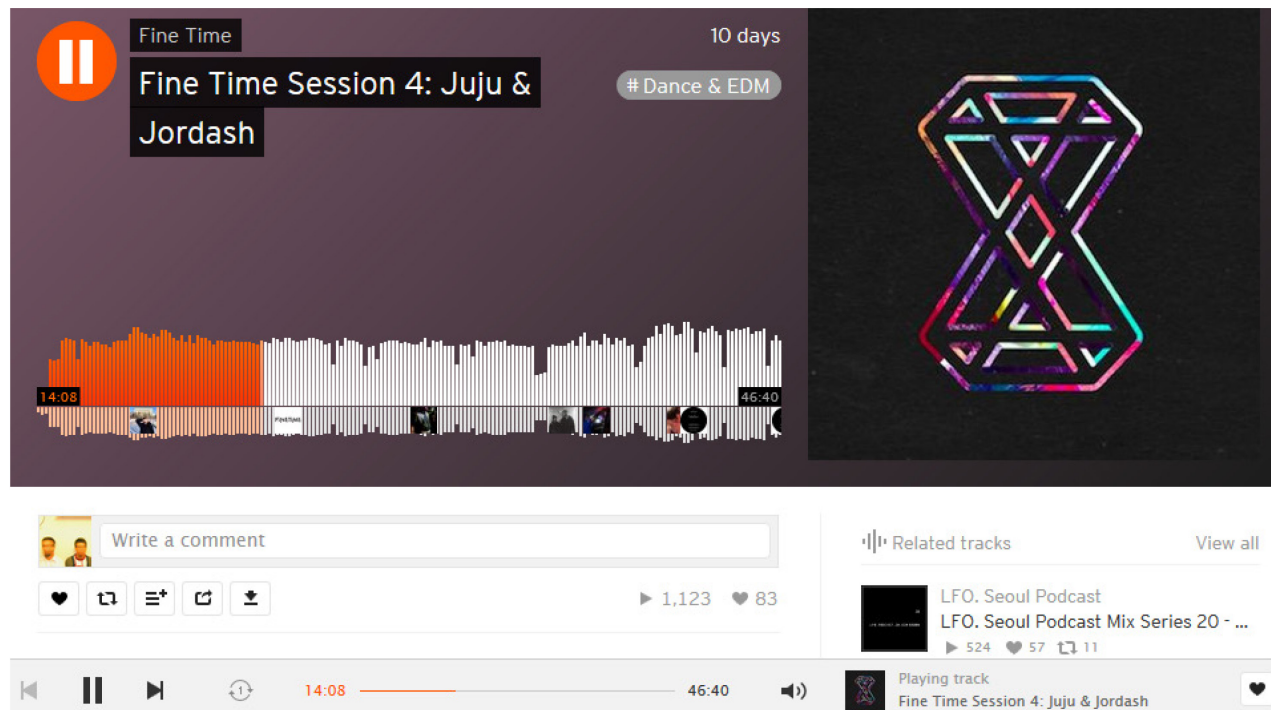 Fine Time
10 days
Fine Time Session 4: Juju &
Jordash
# Dance & EDM
14:08
46:40
Write a comment
1,123
83
Related tracks
View all
LFO. Seoul Podcast
LFO. Seoul Podcast Mix Series 20 - ...
524 57 11
1
14:08
46:40
Playing track
Fine Time Session 4: Juju & Jordash